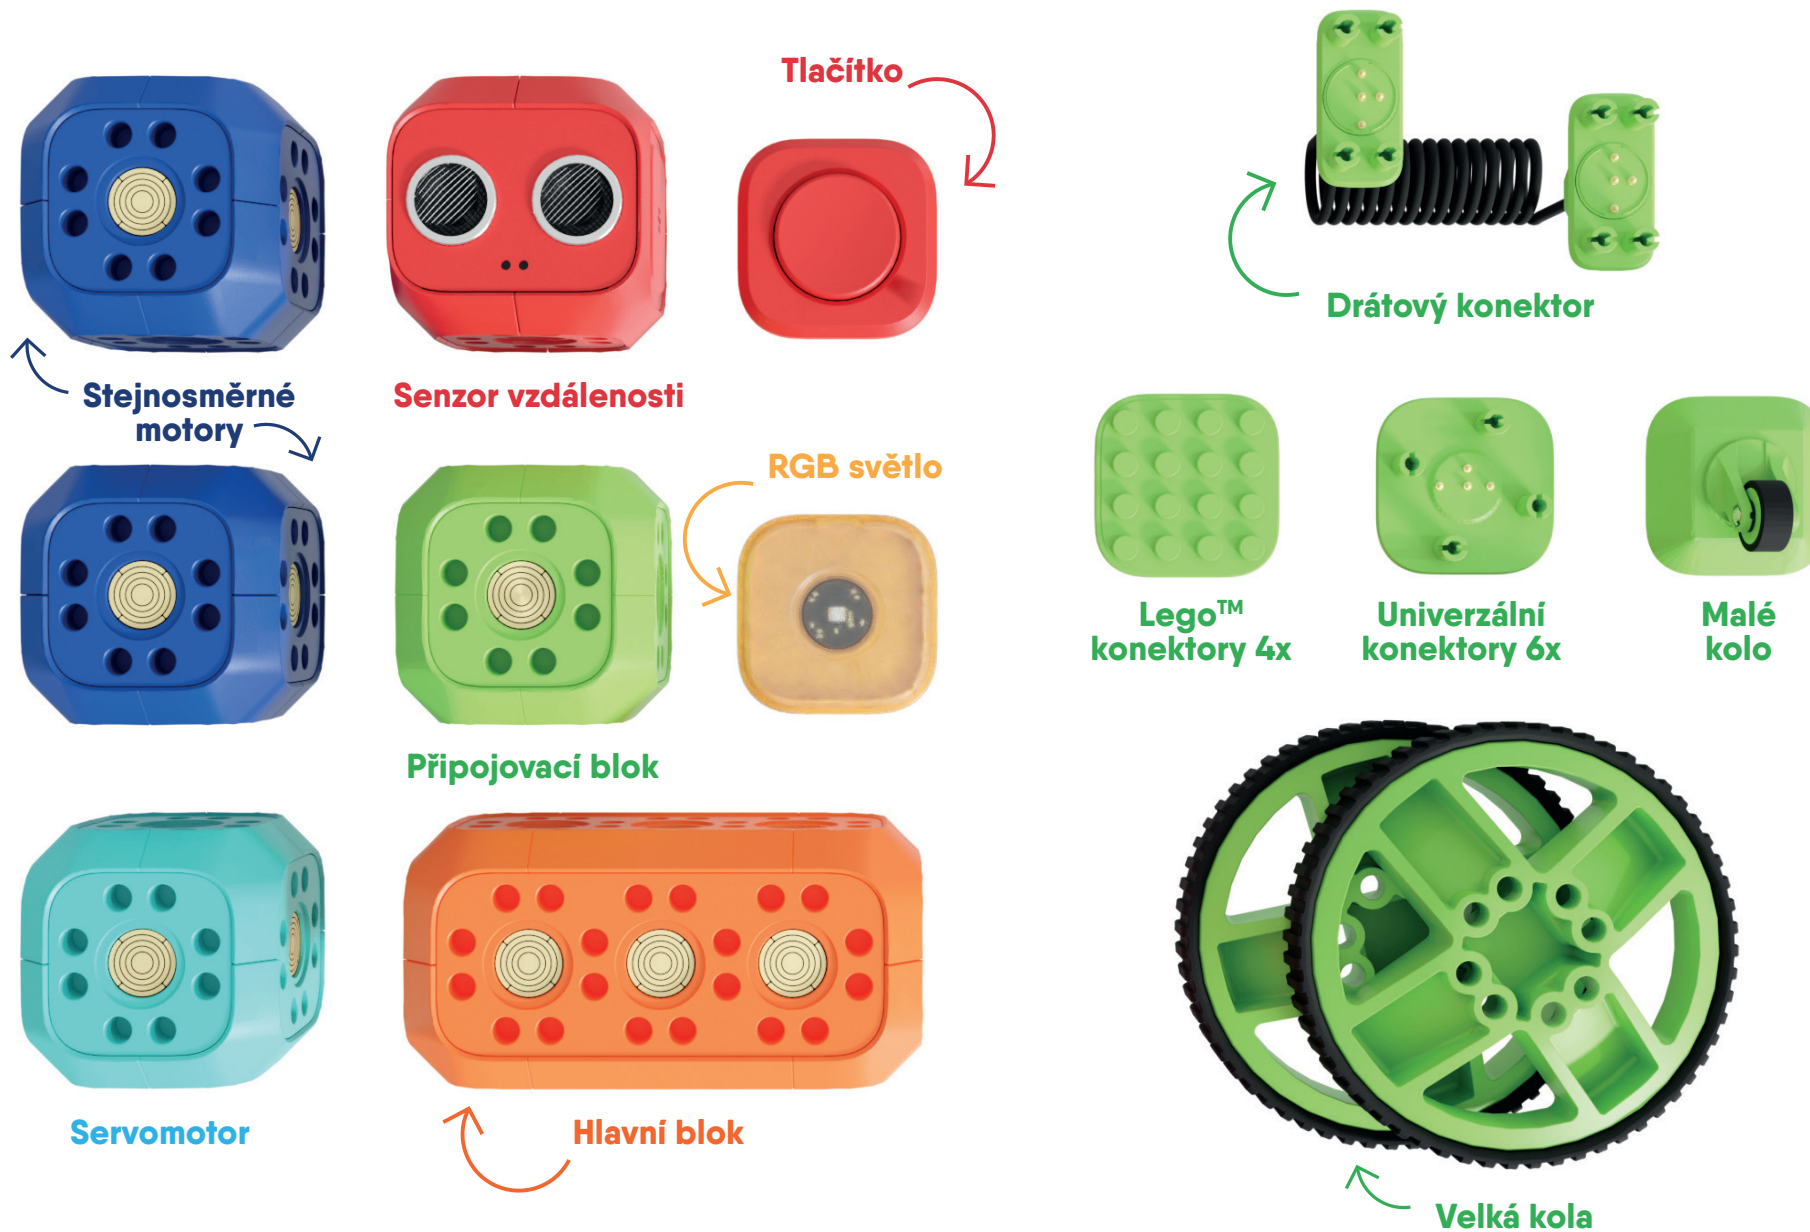 Tlačítko
Drátový konektor
Stejnosměrné
motory
Senzor vzdálenosti
RGB světlo
Lego™
konektory 4x
Univerzální
konektory 6x
Malé
kolo
Připojovací blok
Servomotor
Hlavní blok
Velká kola